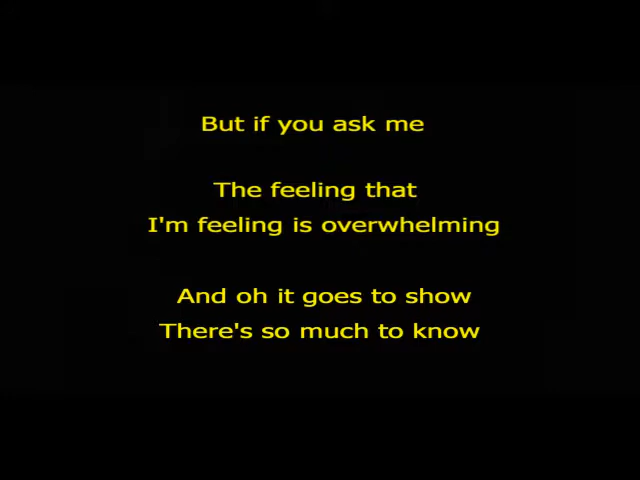 But if you ask me
The feeling that
I'm feeling is overwhelming
And oh it goes to show
There's so much to know